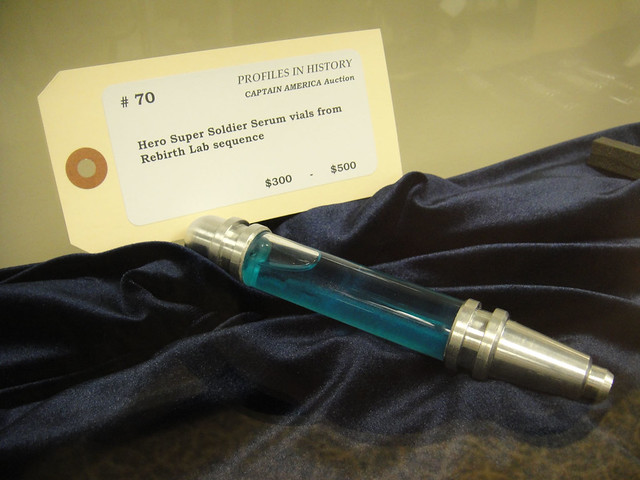 # 70
PROFILES IN HISTORY
CAPTAIN AMERICA Auction
Hero Super Soldier Serum vials from
Rebirth Lab sequence
$300 - $500